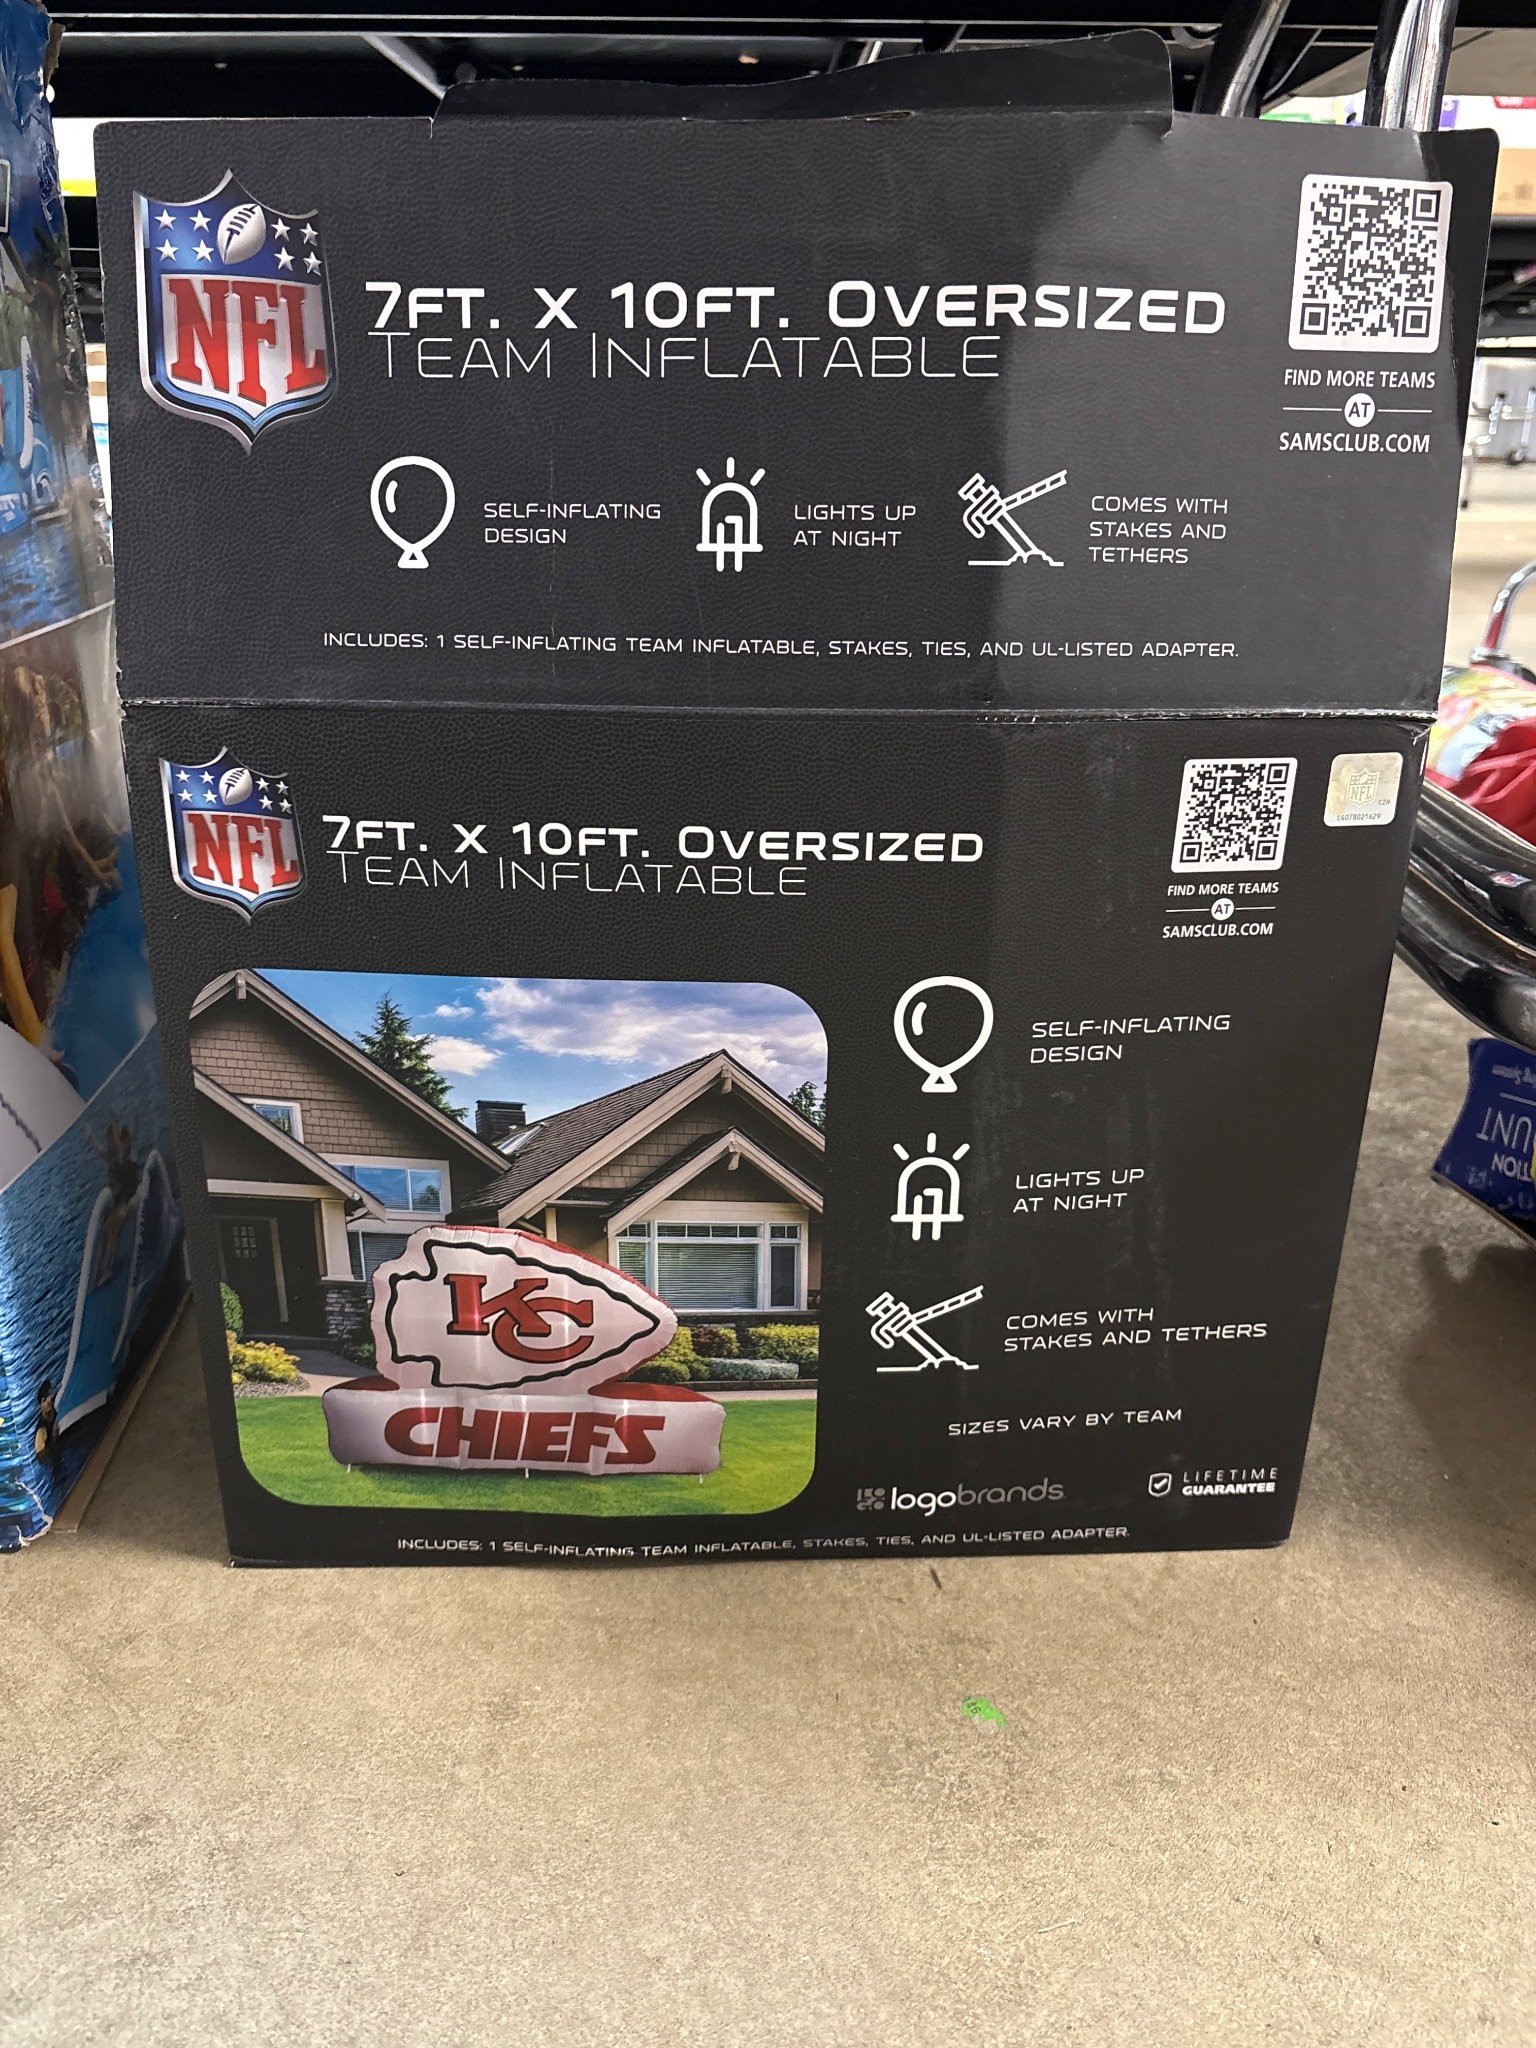 NFL
7FT. X 10FT. OVERSIZED
TEAM INFLATABLE
FIND MORE TEAMS
AT
SAMSCLUB.COM
SELF-INFLATING
DESIGN
LIGHTS UP
AT NIGHT
COMES WITH
STAKES AND
TETHERS
INCLUDES: 1 SELF-INFLATING TEAM INFLATABLE, STAKES, TIES, AND UL-LISTED ADAPTER.
NFL
7FT. X 10FT. OVERSIZED
TEAM INFLATABLE
FIND MORE TEAMS
AT
SAMSCLUB.COM
NFL
CZH
LG078021629
SELF-INFLATING
DESIGN
LIGHTS UP
AT NIGHT
COMES WITH
STAKES AND TETHERS
SIZES VARY BY TEAM
KC
CHIEFS
logobrands
LIFETIME
GUARANTEE
INCLUDES: 1 SELF-INFLATING TEAM INFLATABLE, STAKES, TIES, AND UL-LISTED ADAPTER.